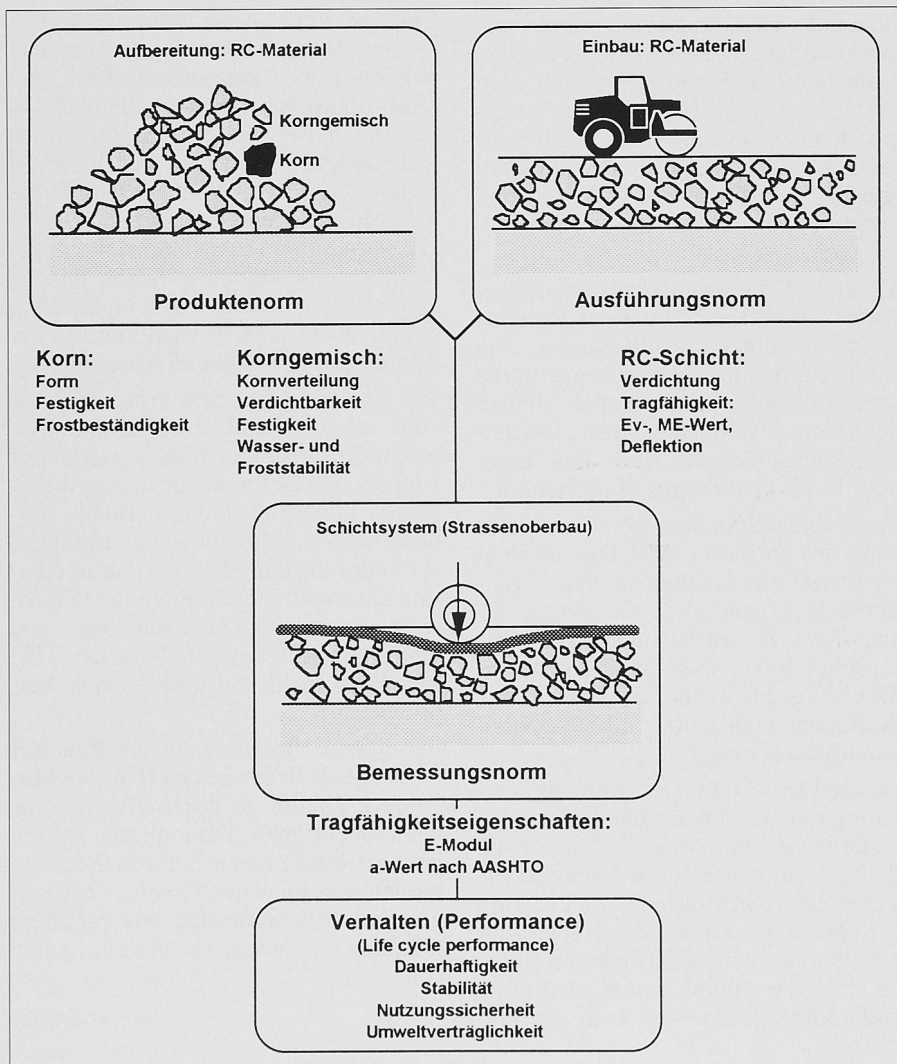 Aufbereitung: RC-Material
Korngemisch
Korn
Produktenorm
Einbau: RC-Material
Ausführungsnorm
Korn:
Form
Festigkeit
Frostbeständigkeit
Korngemisch:
Kornverteilung
Verdichtbarkeit
Festigkeit
Wasser- und
Froststabilität
RC-Schicht:
Verdichtung
Tragfähigkeit:
Ev-, ME-Wert,
Deflektion
Schichtsystem (Strassenoberbau)
Bemessungsnorm
Tragfähigkeitseigenschaften:
E-Modul
a-Wert nach AASHTO
Verhalten (Performance)
(Life cycle performance)
Dauerhaftigkeit
Stabilität
Nutzungssicherheit
Umweltverträglichkeit